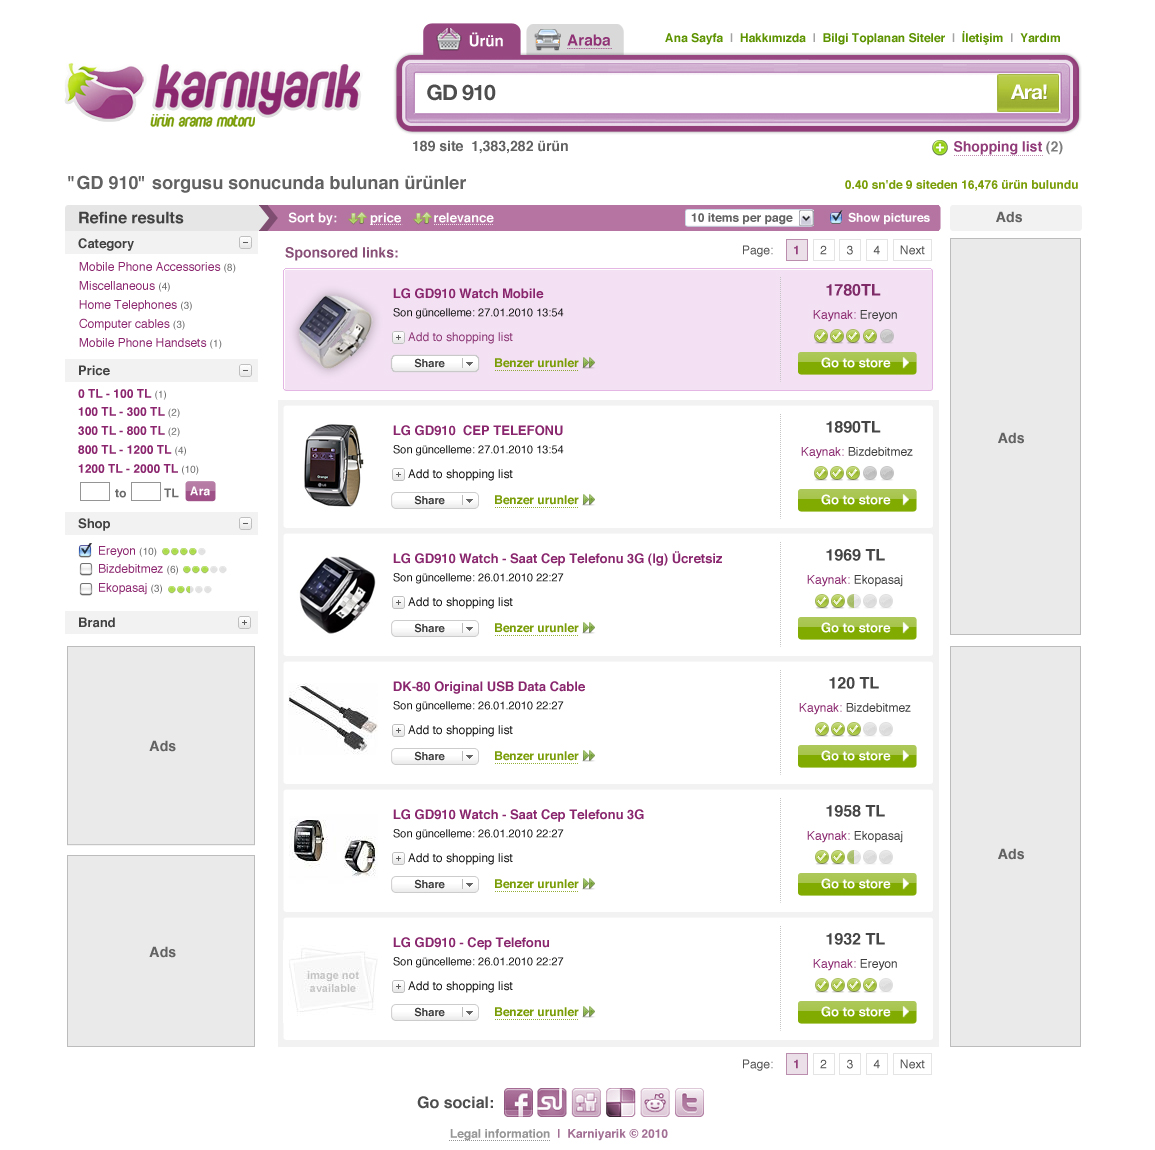 Ürün
Araba
Ana Sayfa | Hakkımızda | Bilgi Toplanan Siteler | İletişim | Yardım
karnıyarık
ürün arama motoru
GD 910
Ara!
189 site 1,383,282 ürün
Shopping list (2)
"GD 910" sorgusu sonucunda bulunan ürünler
0.40 sn'de 9 siteden 16,476 ürün bulundu
Refine results
Category
Mobile Phone Accessories (8)
Miscellaneous (4)
Home Telephones (3)
Computer cables (3)
Mobile Phone Handsets (1)
Price
0 TL - 100 TL (1)
100 TL - 300 TL (2)
300 TL - 800 TL (2)
800 TL - 1200 TL (4)
1200 TL - 2000 TL (10)
to TL Ara
Shop
Ereyon (10)
Bizdebitmez (6)
Ekopasaj (3)
Brand
Ads
Ads
Sort by: price relevance
10 items per page
Show pictures
Sponsored links:
Page: 1 2 3 4 Next
LG GD910 Watch Mobile
Son güncelleme: 27.01.2010 13:54
Add to shopping list
Share
Benzer urunler
1780TL
Kaynak: Ereyon
Go to store
LG GD910 CEP TELEFONU
Son güncelleme: 27.01.2010 13:54
Add to shopping list
Share
Benzer urunler
1890TL
Kaynak: Bizdebitmez
Go to store
LG GD910 Watch - Saat Cep Telefonu 3G (lg) Ücretsiz
Son güncelleme: 26.01.2010 22:27
Add to shopping list
Share
Benzer urunler
1969 TL
Kaynak: Ekopasaj
Go to store
DK-80 Original USB Data Cable
Son güncelleme: 26.01.2010 22:27
Add to shopping list
Share
Benzer urunler
120 TL
Kaynak: Bizdebitmez
Go to store
LG GD910 Watch - Saat Cep Telefonu 3G
Son güncelleme: 26.01.2010 22:27
Add to shopping list
Share
Benzer urunler
1958 TL
Kaynak: Ekopasaj
Go to store
image not
available
LG GD910 - Cep Telefonu
Son güncelleme: 26.01.2010 22:27
Add to shopping list
Share
Benzer urunler
1932 TL
Kaynak: Ereyon
Go to store
Page: 1 2 3 4 Next
Ads
Ads
Ads
Go social:
Legal information | Karniyarik © 2010